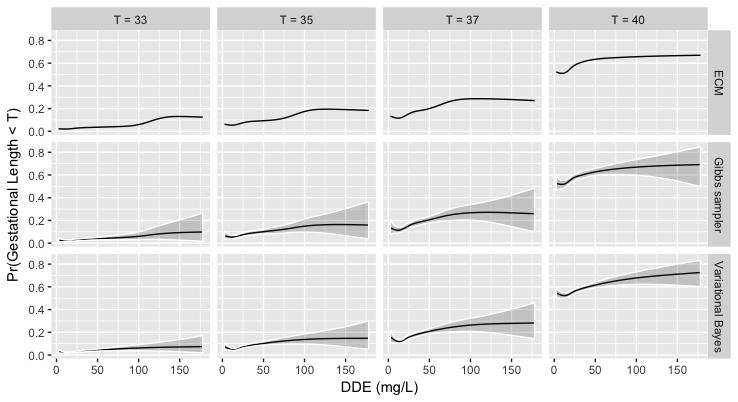 T = 33 T = 35 T = 37 T = 40
Pr(Gestational Length < T)
0.8
0.6
0.4
0.2
0.0
ECM
0.8
0.6
0.4
0.2
0.0
Gibbs sampler
0.8
0.6
0.4
0.2
0.0
Variational Bayes
0 50 100 150 0 50 100 150 0 50 100 150 0 50 100 150
DDE (mg/L)